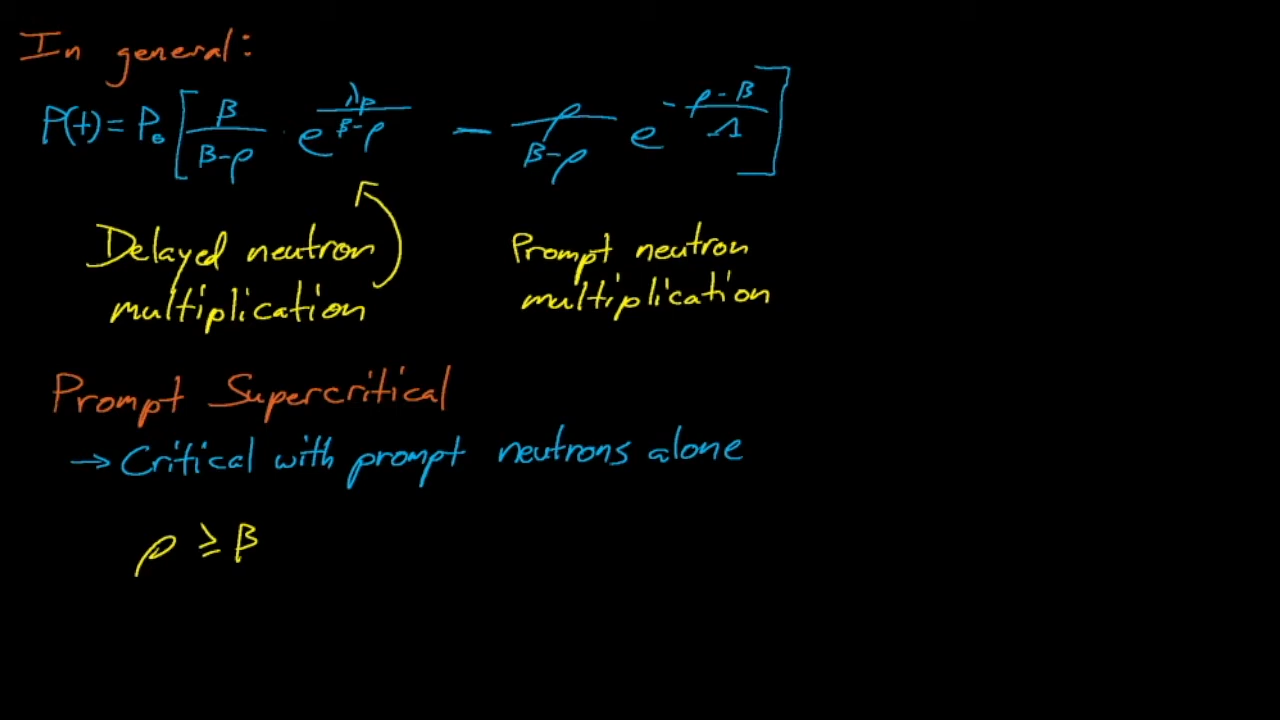 In general:
P(t) = P₀ [ β/(β-ρ) · e^(λρ/(β-ρ)) - ρ/(β-ρ) e^(-(ρ-β)/Λ) ]
Delayed neutron
multiplication
Prompt neutron
multiplication
Prompt Supercritical
→ Critical with prompt neutrons alone
ρ ≥ β